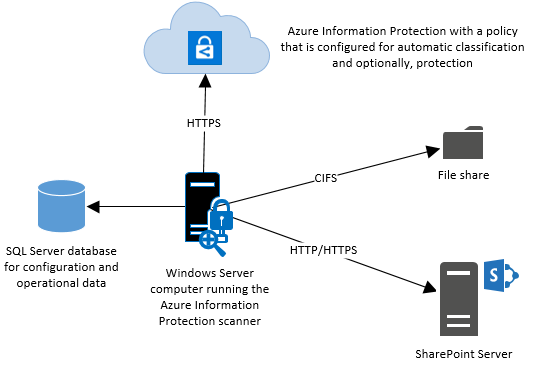 Azure Information Protection with a policy
that is configured for automatic classification
and optionally, protection
HTTPS
CIFS
File share
SQL Server database
for configuration and
operational data
HTTP/HTTPS
Windows Server
computer running the
Azure Information
Protection scanner
S
SharePoint Server